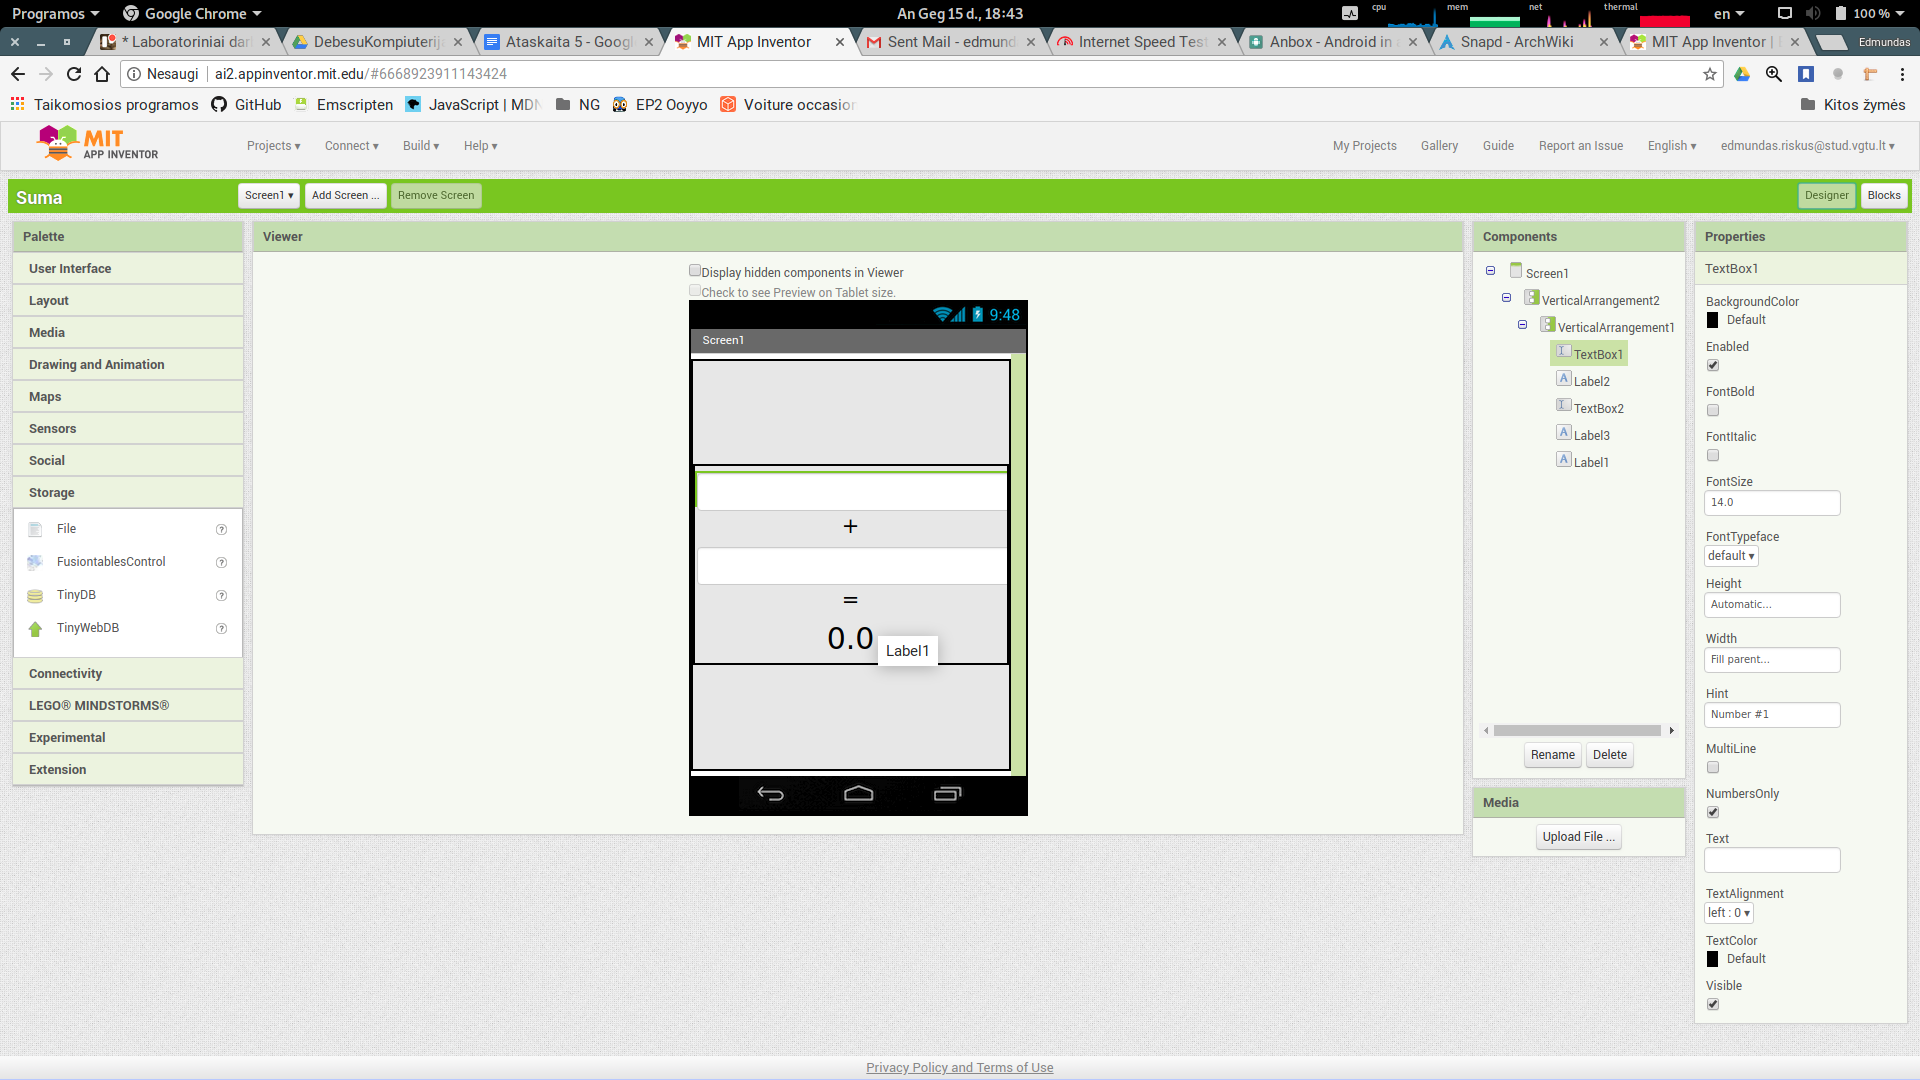 Programos Google Chrome An Geg 15 d., 18:43 cpu mem net thermal en 100 %
* Laboratoriniai dar DebesuKompiuterij Ataskaita 5 - Goog MIT App Inventor Sent Mail - edmund Internet Speed Tes Anbox - Android in Snapd - ArchWiki MIT App Inventor | Edmundas
Nesaugi ai2.appinventor.mit.edu/#6668923911143424
Taikomosios programos GitHub Emscripten JavaScript | MDN NG EP2 Ooyyo Voiture occasion Kitos žymės
MIT
APP INVENTOR
Projects Connect Build Help My Projects Gallery Guide Report an Issue English edmundas.riskus@stud.vgtu.lt
Suma Screen1 Add Screen ... Remove Screen Designer Blocks
Palette
User Interface
Layout
Media
Drawing and Animation
Maps
Sensors
Social
Storage
File ?
FusiontablesControl ?
TinyDB ?
TinyWebDB ?
Connectivity
LEGO® MINDSTORMS®
Experimental
Extension
Viewer
Display hidden components in Viewer
Check to see Preview on Tablet size.
9:48
Screen1
+
=
0.0
Label1
Components
Screen1
VerticalArrangement2
VerticalArrangement1
TextBox1
Label2
TextBox2
Label3
Label1
Rename Delete
Media
Upload File ...
Properties
TextBox1
BackgroundColor
Default
Enabled
FontBold
FontItalic
FontSize
14.0
FontTypeface
default
Height
Automatic...
Width
Fill parent...
Hint
Number #1
MultiLine
NumbersOnly
Text
TextAlignment
left : 0
TextColor
Default
Visible
Privacy Policy and Terms of Use